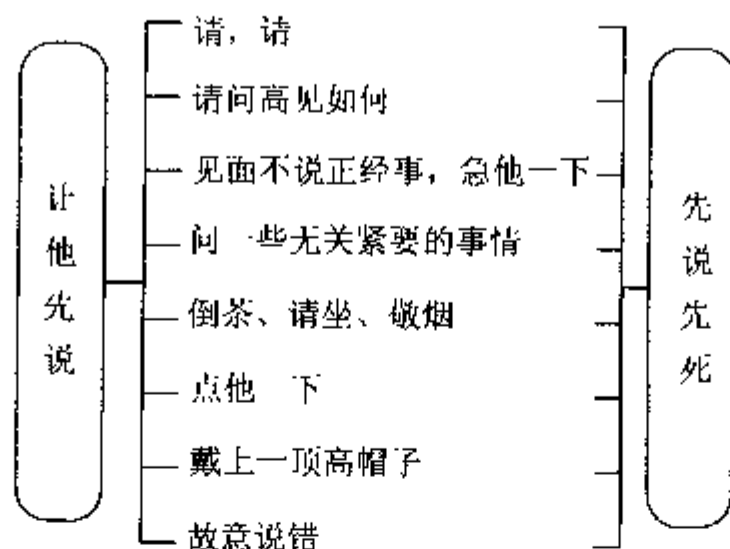 让他先说
请，请
请问高见如何
见面不说正经事，急他一下
问一些无关紧要的事情
倒茶、请坐、敬烟
点他一下
戴上一顶高帽子
故意说错
先说先死